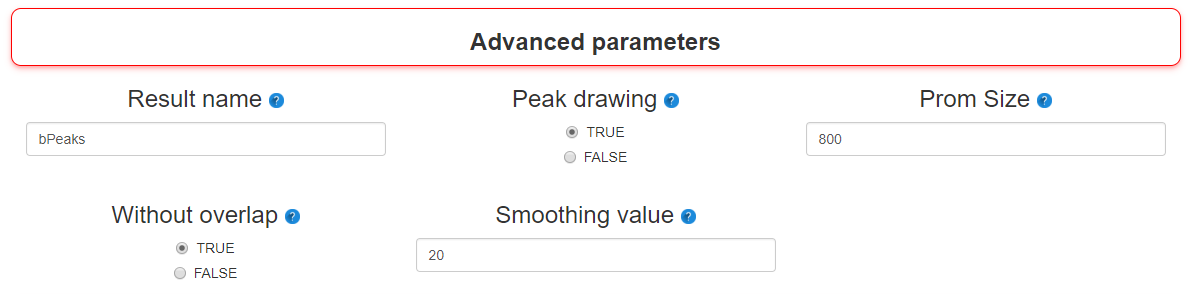 Advanced parameters
Result name ?
Peak drawing ?
Prom Size ?
bPeaks
TRUE
FALSE
800
Without overlap ?
Smoothing value ?
TRUE
FALSE
20